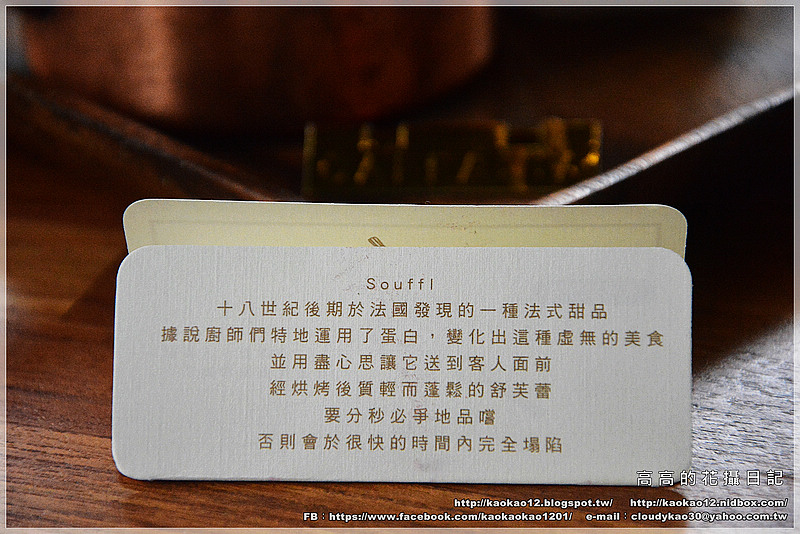 Souffl
十八世紀後期於法國發現的一種法式甜品
據說廚師們特地運用了蛋白，變化出這種虛無的美食
並用盡心思讓它送到客人面前
經烘烤後質輕而蓬鬆的舒芙蕾
要分秒必爭地品嚐
否則會於很快的時間內完全塌陷
高高的花攝日記
http://kaokao12.blogspot.tw/ http://kaokao12.nidbox.com/
FB：https://www.facebook.com/kaokaokao1201/ e-mail：cloudykao30@yahoo.com.tw